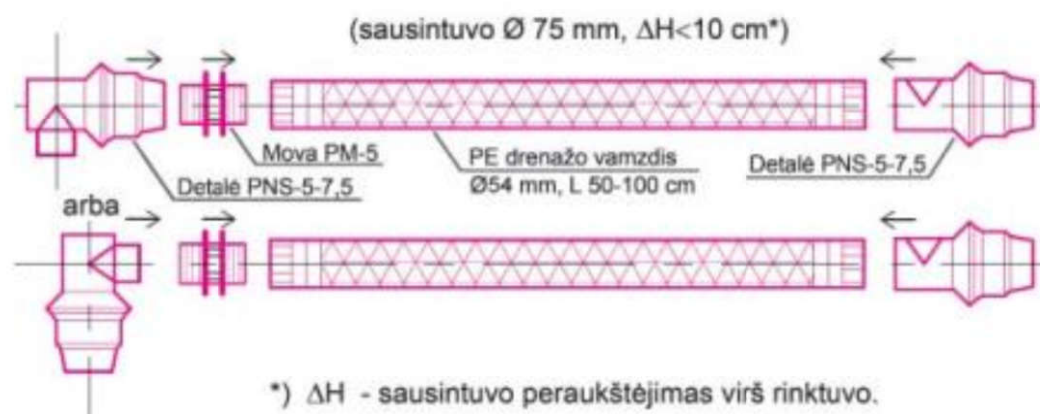 (sausintuvo Ø 75 mm, ΔH<10 cm*)
Mova PM-5
PE drenažo vamzdis
Ø54 mm, L 50-100 cm
Detalė PNS-5-7,5
Detalė PNS-5-7,5
arba
*) ΔH - sausintuvo peraukštėjimas virš rinktuvo.